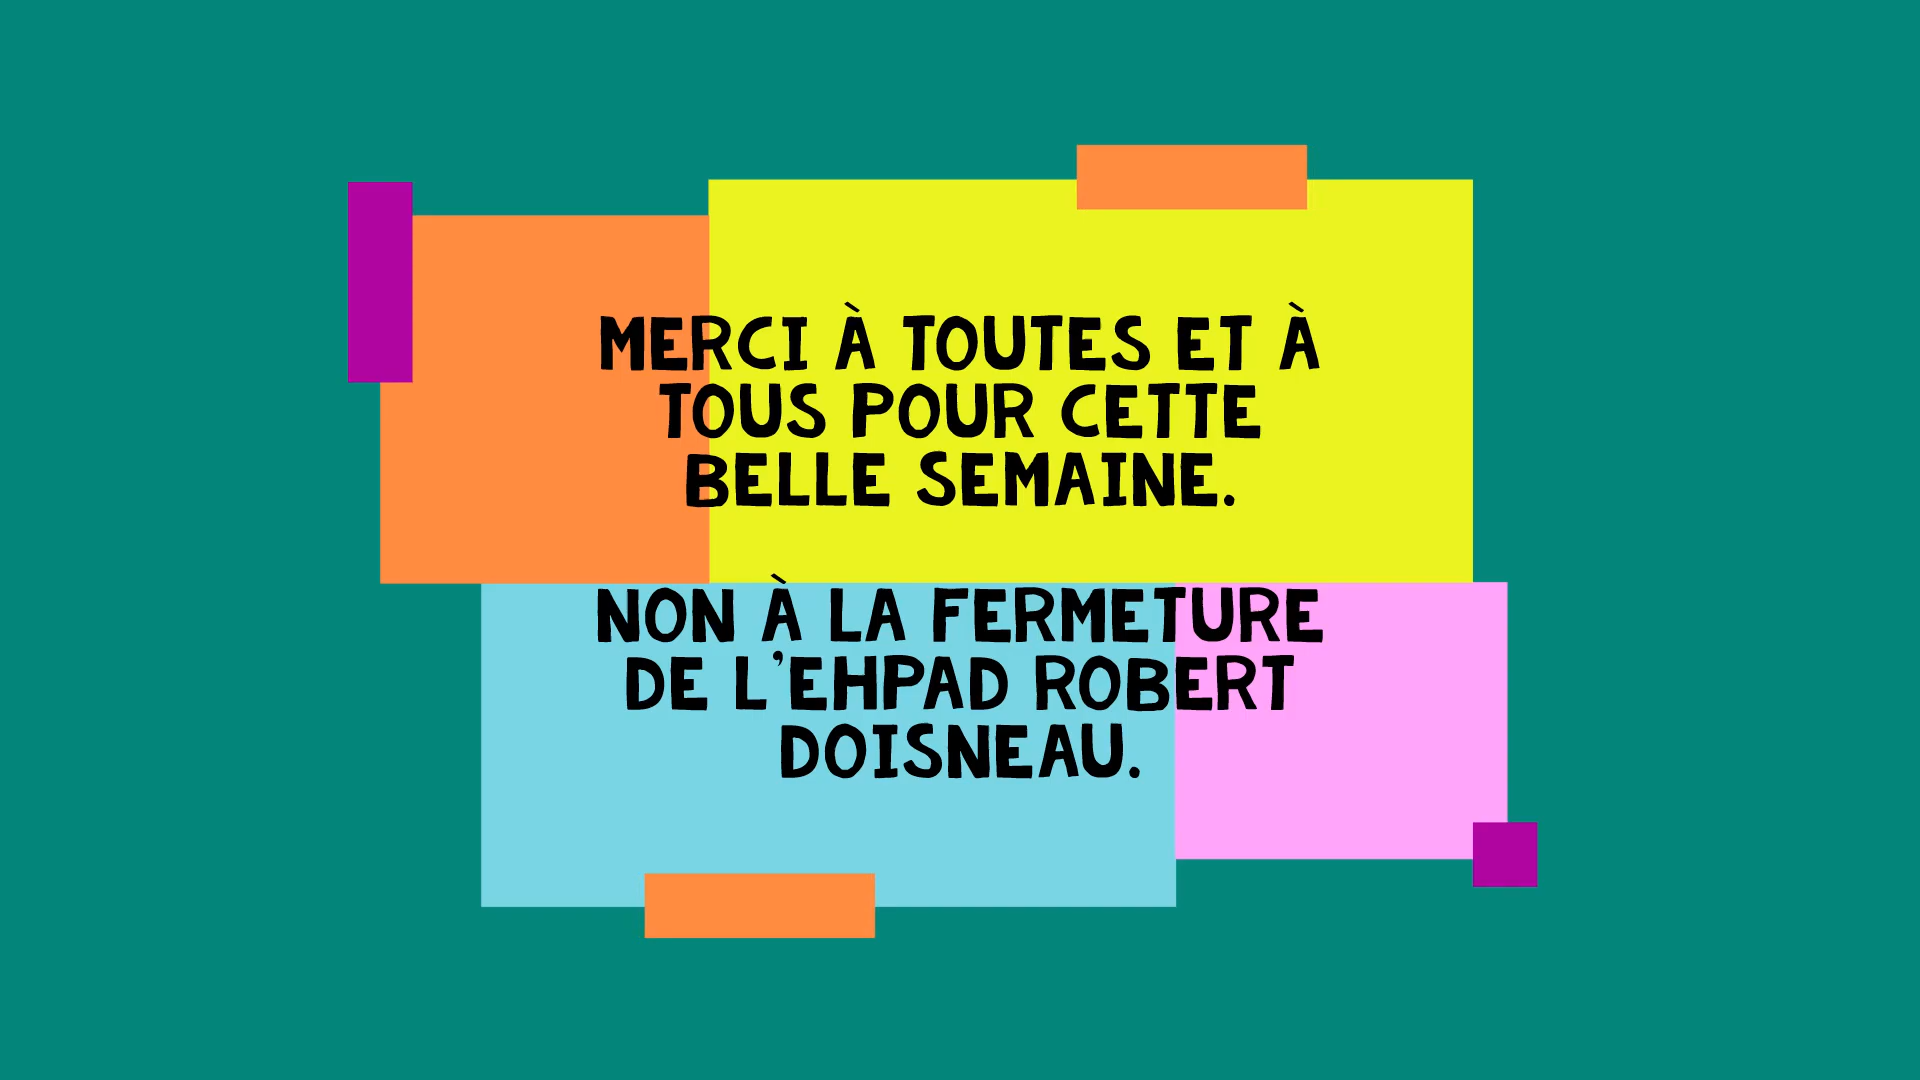 MERCI À TOUTES ET À
TOUS POUR CETTE
BELLE SEMAINE.
NON À LA FERMETURE
DE L'EHPAD ROBERT
DOISNEAU.